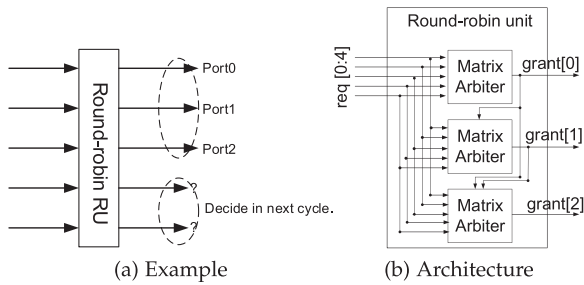 Port0
Port1
Port2
?
Decide in next cycle.
?
Round-robin RU
(a) Example
Round-robin unit
req [0:4]
Matrix
Arbiter
grant[0]
Matrix
Arbiter
grant[1]
Matrix
Arbiter
grant[2]
(b) Architecture